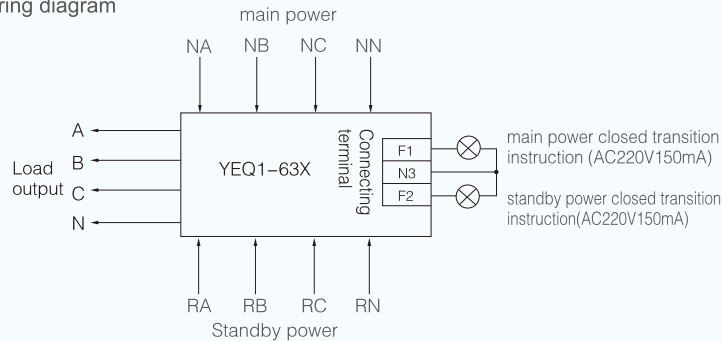 ring diagram
main power
NA NB NC NN
A
B
C
N
Load
output
YEQ1-63X
Connecting
terminal
F1
N3
F2
main power closed transition
instruction (AC220V150mA)
standby power closed transition
instruction(AC220V150mA)
RA RB RC RN
Standby power